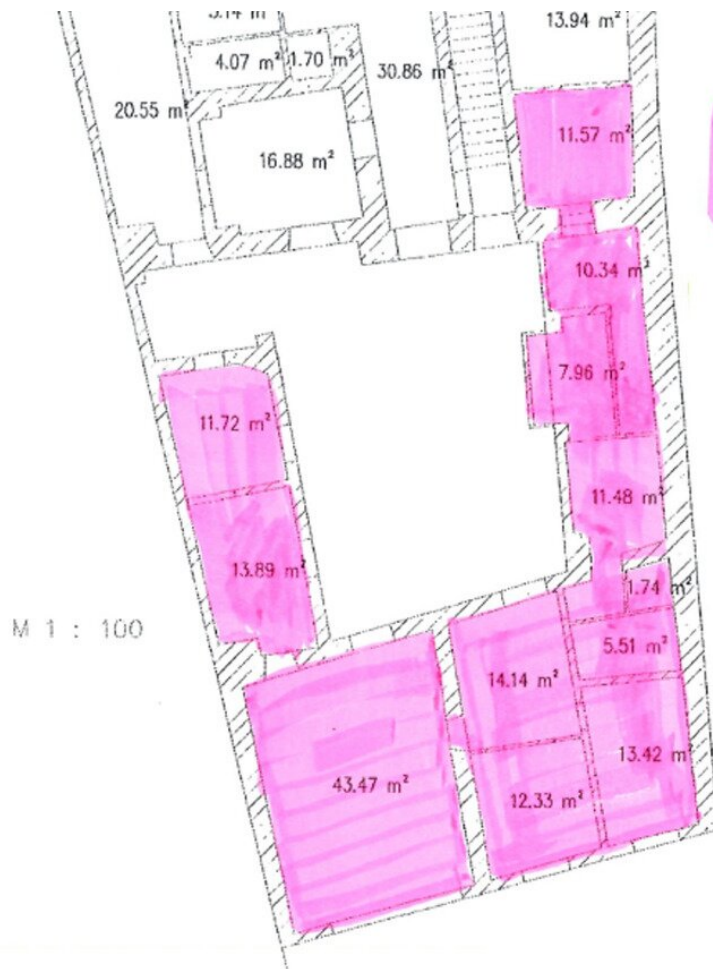 13.94 m²
4.07 m²
1.70 m²
30.86 m²
20.55 m²
11.57 m²
16.88 m²
10.34 m²
7.96 m²
11.72 m²
11.48 m²
13.89 m²
1.74 m²
M 1 : 100
5.51 m²
14.14 m²
13.42 m²
43.47 m²
12.33 m²